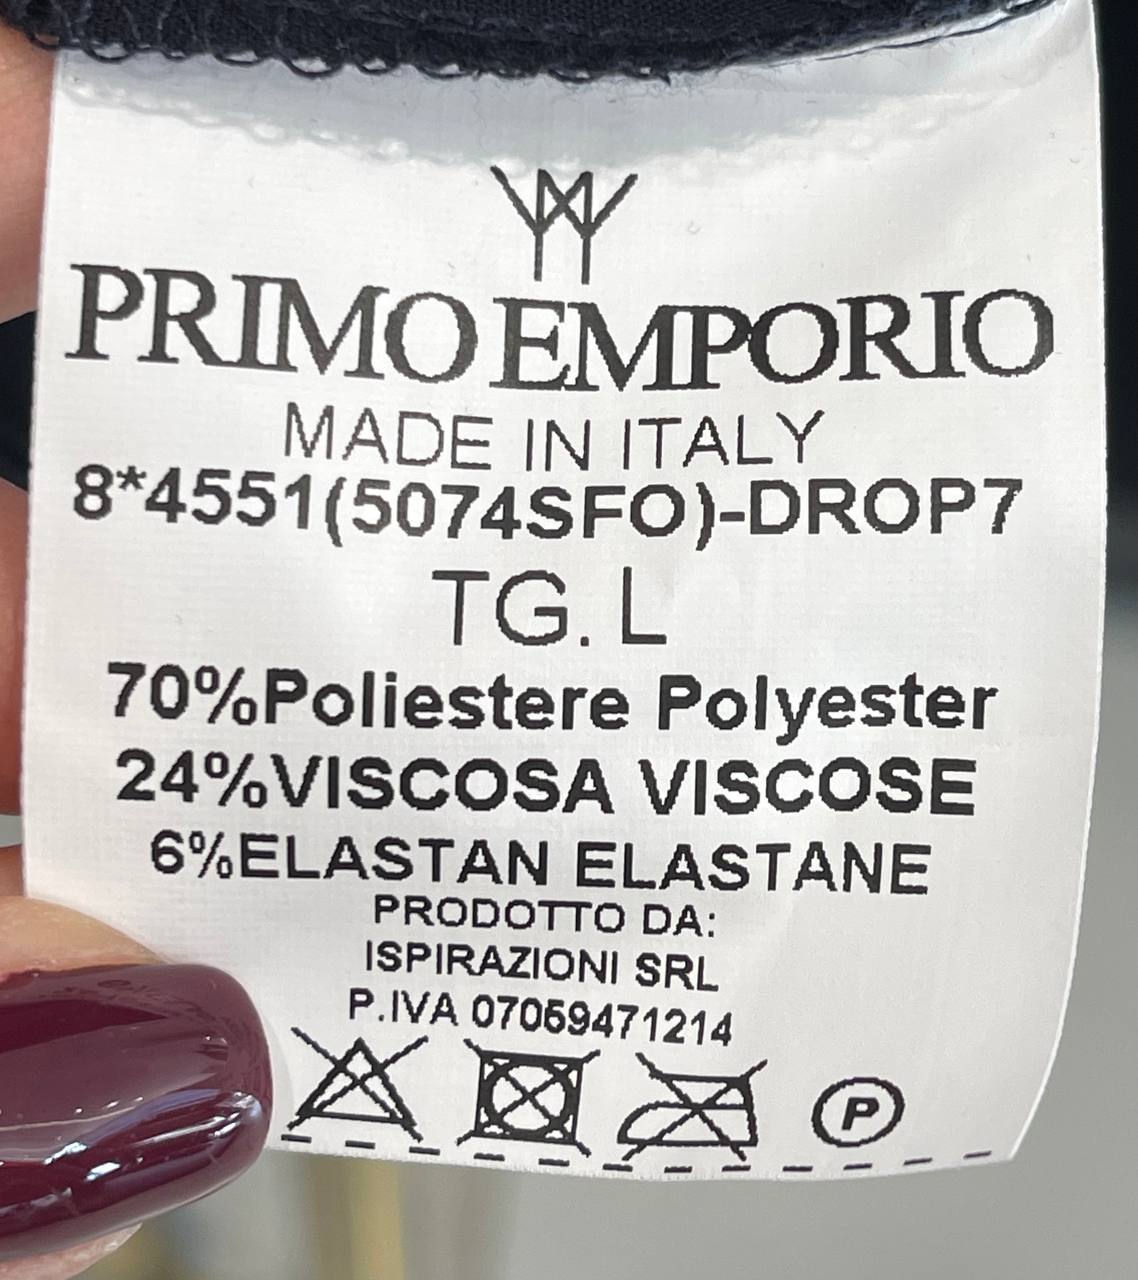 PRIMO EMPORIO
MADE IN ITALY
8*4551(5074SFO)-DROP7
TG. L
70%Poliestere Polyester
24%VISCOSA VISCOSE
6%ELASTAN ELASTANE
PRODOTTO DA:
ISPIRAZIONI SRL
P.IVA 07069471214
P